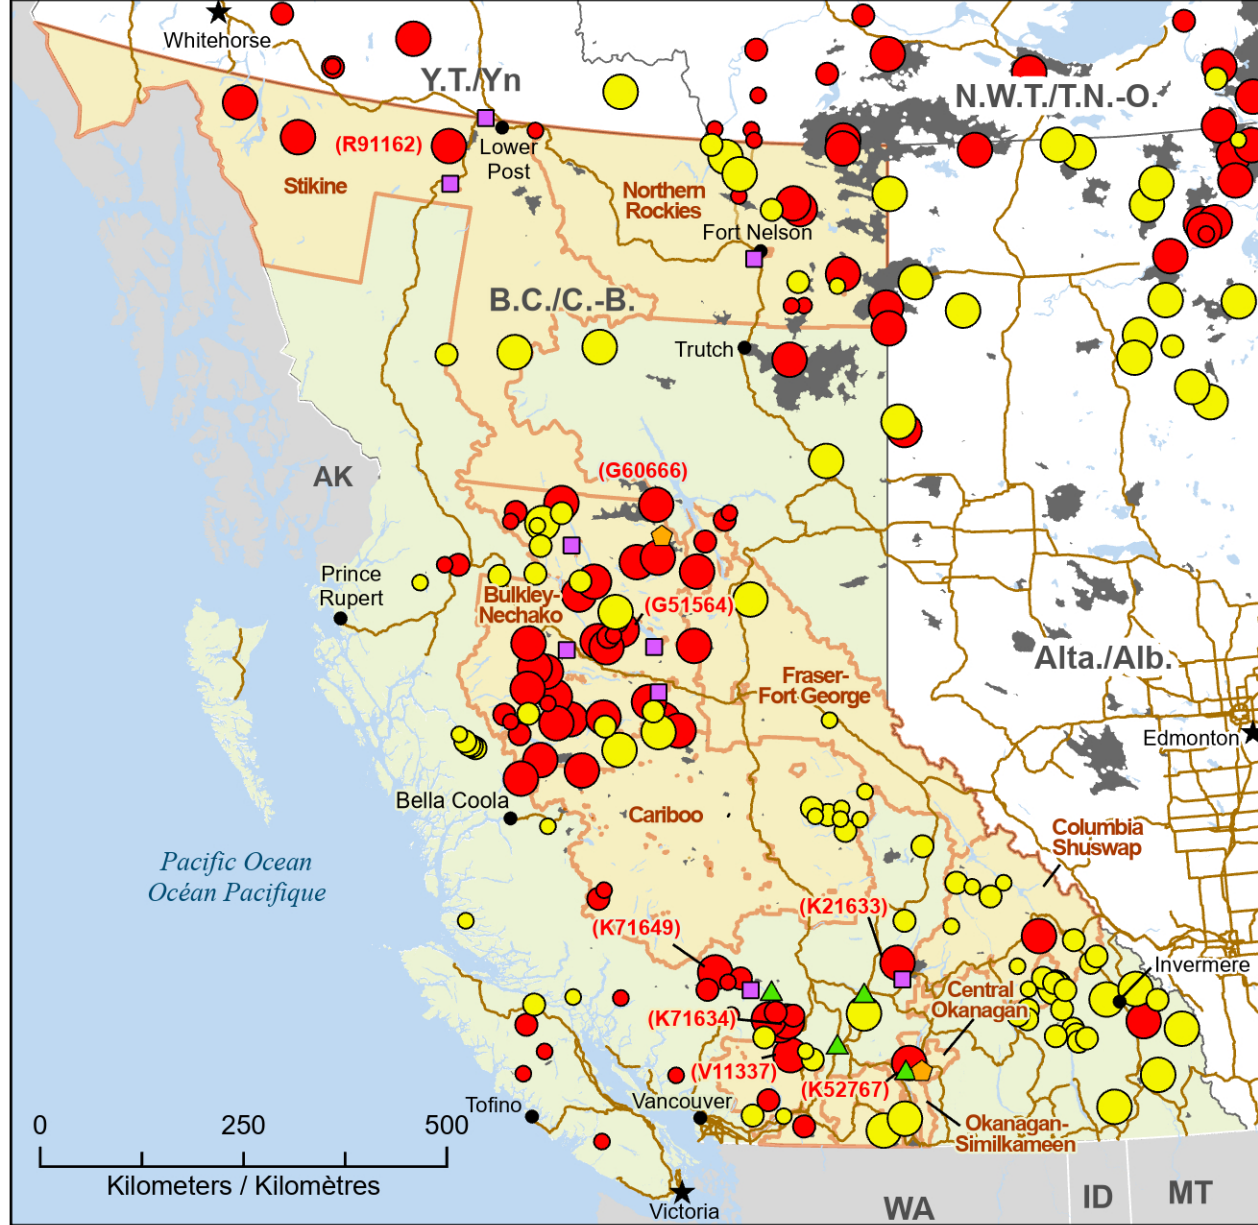 Whitehorse
Y.T./Yn
N.W.T./T.N.-O.
(R91162)
Lower
Post
Stikine
Northern
Rockies
Fort Nelson
B.C./C.-B.
Trutch
AK
(G60666)
Prince
Rupert
Bulkley-
Nechako
(G51564)
Alta./Alb.
Fraser-
Fort George
Edmonton
Bella Coola
Cariboo
Columbia
Shuswap
Pacific Ocean
Océan Pacifique
(K21633)
(K71649)
Invermere
Central
Okanagan
(K71634)
(V11337)
(K52767)
Tofino
Vancouver
Okanagan-
Similkameen
0 250 500
Kilometers / Kilomètres
Victoria
WA
ID
MT